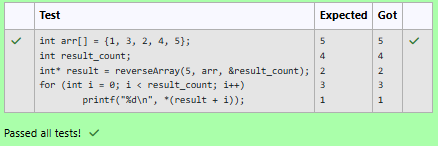 Test Expected Got
int arr[] = {1, 3, 2, 4, 5}; 5 5
int result_count; 4 4
int* result = reverseArray(5, arr, &result_count); 2 2
for (int i = 0; i < result_count; i++) 3 3
printf("%d\n", *(result + i)); 1 1
Passed all tests!